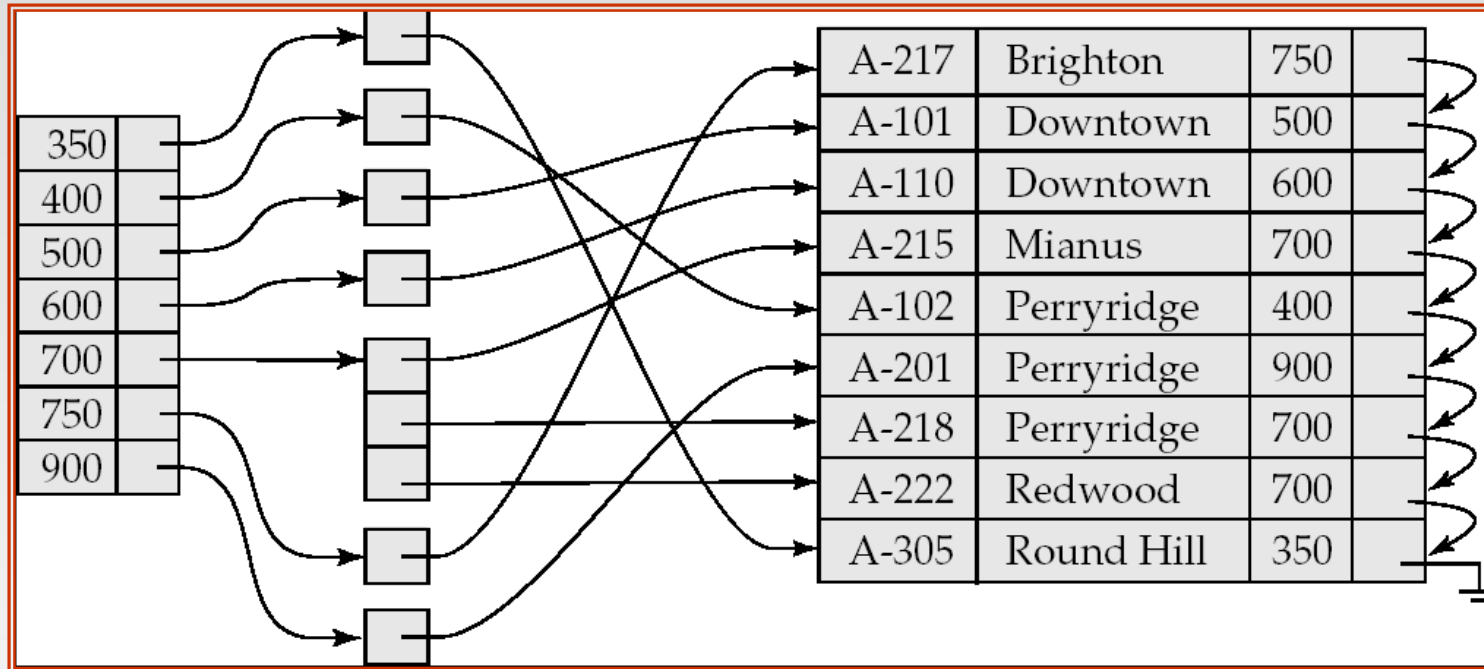 350
400
500
600
700
750
900
A-217 Brighton 750
A-101 Downtown 500
A-110 Downtown 600
A-215 Mianus 700
A-102 Perryridge 400
A-201 Perryridge 900
A-218 Perryridge 700
A-222 Redwood 700
A-305 Round Hill 350